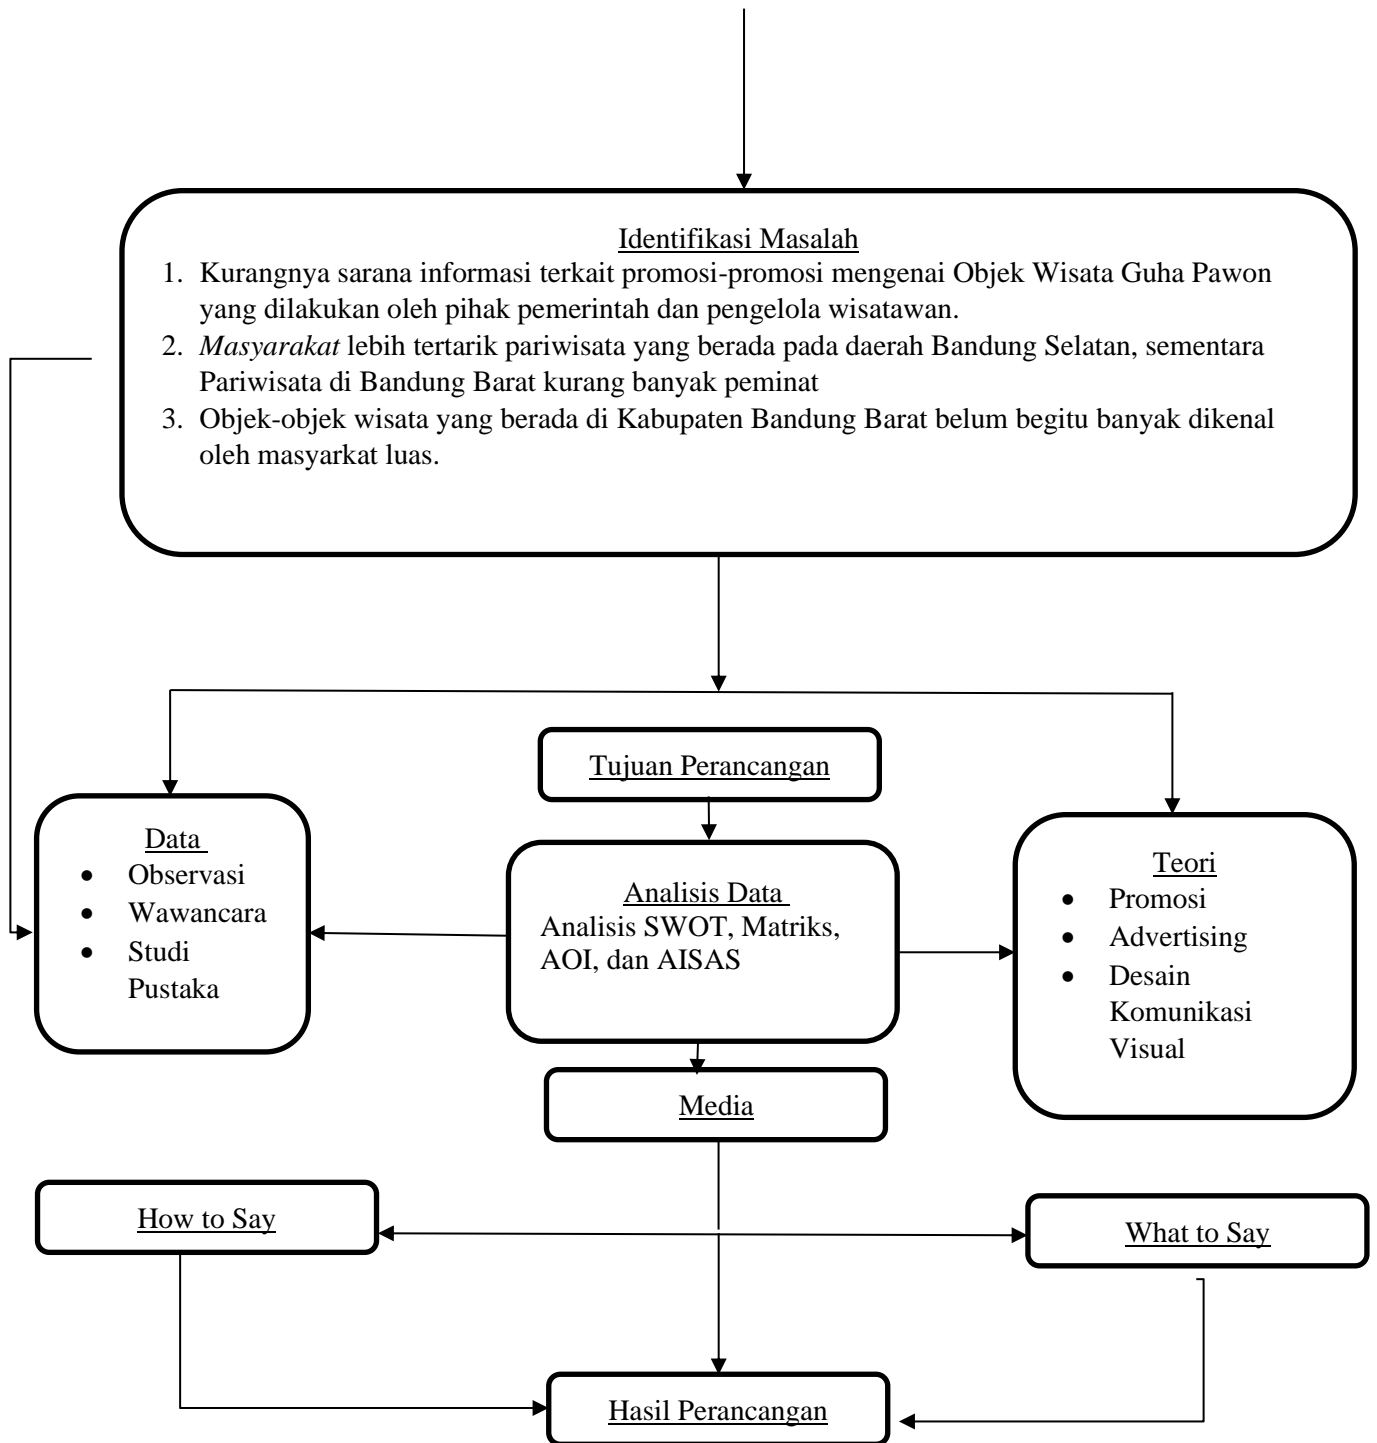 Identifikasi Masalah
1. Kurangnya sarana informasi terkait promosi-promosi mengenai Objek Wisata Guha Pawon
yang dilakukan oleh pihak pemerintah dan pengelola wisatawan.
2. Masyarakat lebih tertarik pariwisata yang berada pada daerah Bandung Selatan, sementara
Pariwisata di Bandung Barat kurang banyak peminat
3. Objek-objek wisata yang berada di Kabupaten Bandung Barat belum begitu banyak dikenal
oleh masyarkat luas.
Tujuan Perancangan
Data
• Observasi
• Wawancara
• Studi
Pustaka
Analisis Data
Analisis SWOT, Matriks,
AOI, dan AISAS
Teori
• Promosi
• Advertising
• Desain
Komunikasi
Visual
Media
How to Say
What to Say
Hasil Perancangan